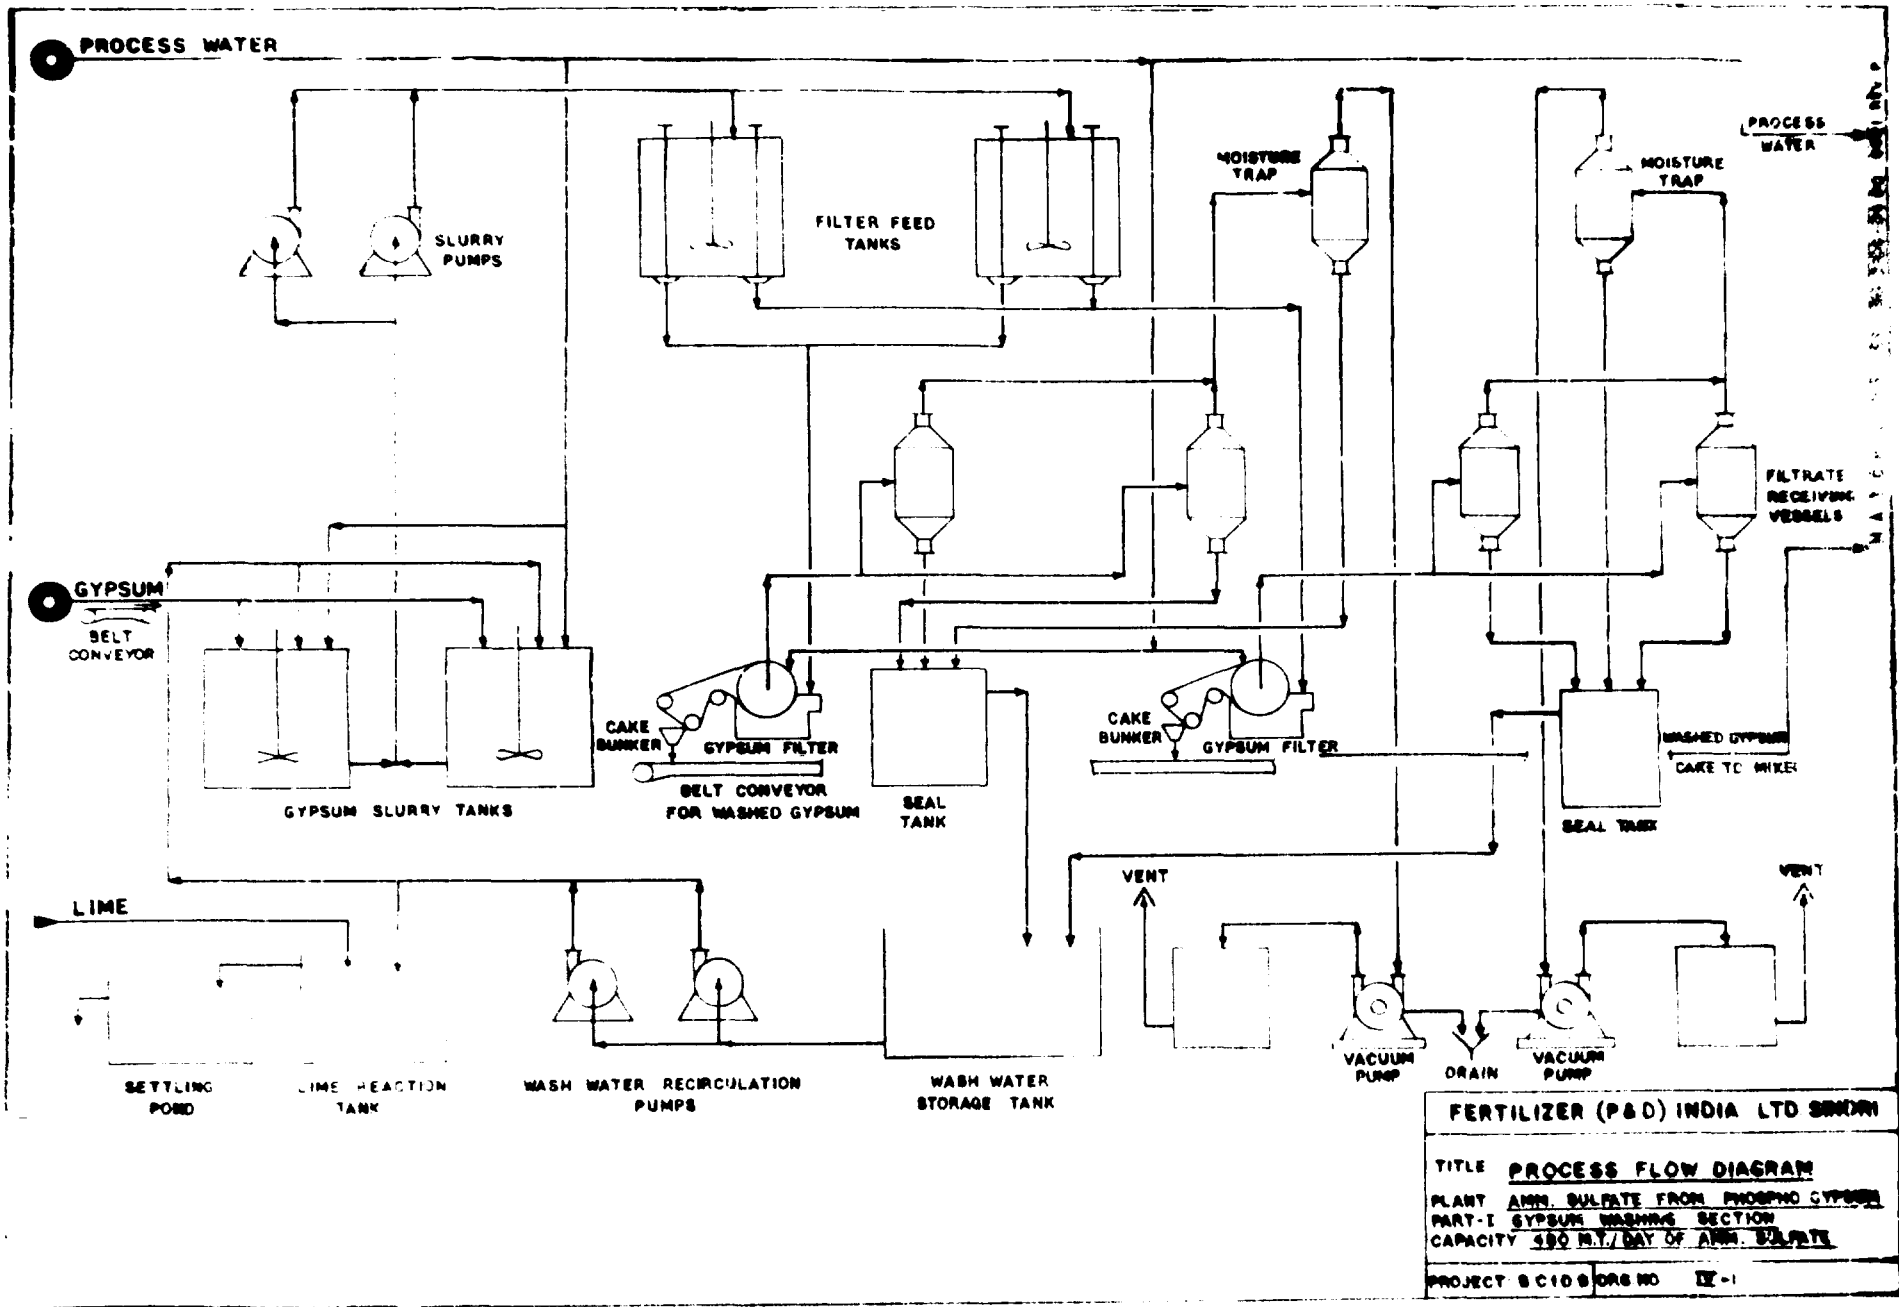 PROCESS WATER
PROCESS
WATER
MOISTURE
TRAP
MOISTURE
TRAP
FILTER FEED
TANKS
SLURRY
PUMPS
FILTRATE
RECEIVING
VESSELS
GYPSUM
BELT
CONVEYOR
CAKE
BUNKER
GYPSUM FILTER
CAKE
BUNKER
GYPSUM FILTER
WASHED GYPSUM
CAKE TO MIXER
BELT CONVEYOR
FOR WASHED GYPSUM
GYPSUM SLURRY TANKS
SEAL
TANK
SEAL TANK
VENT
VENT
LIME
SETTLING
POND
LIME REACTION
TANK
WASH WATER RECIRCULATION
PUMPS
WASH WATER
STORAGE TANK
VACUUM
PUMP
DRAIN
VACUUM
PUMP
FERTILIZER (P&D) INDIA LTD SINDRI
TITLE PROCESS FLOW DIAGRAM
PLANT AMM. SULFATE FROM PHOSPHO GYPSUM
PART-I GYPSUM WASHING SECTION
CAPACITY M.T./DAY OF AMM. SULFATE
PROJECT DRG NO IV-1